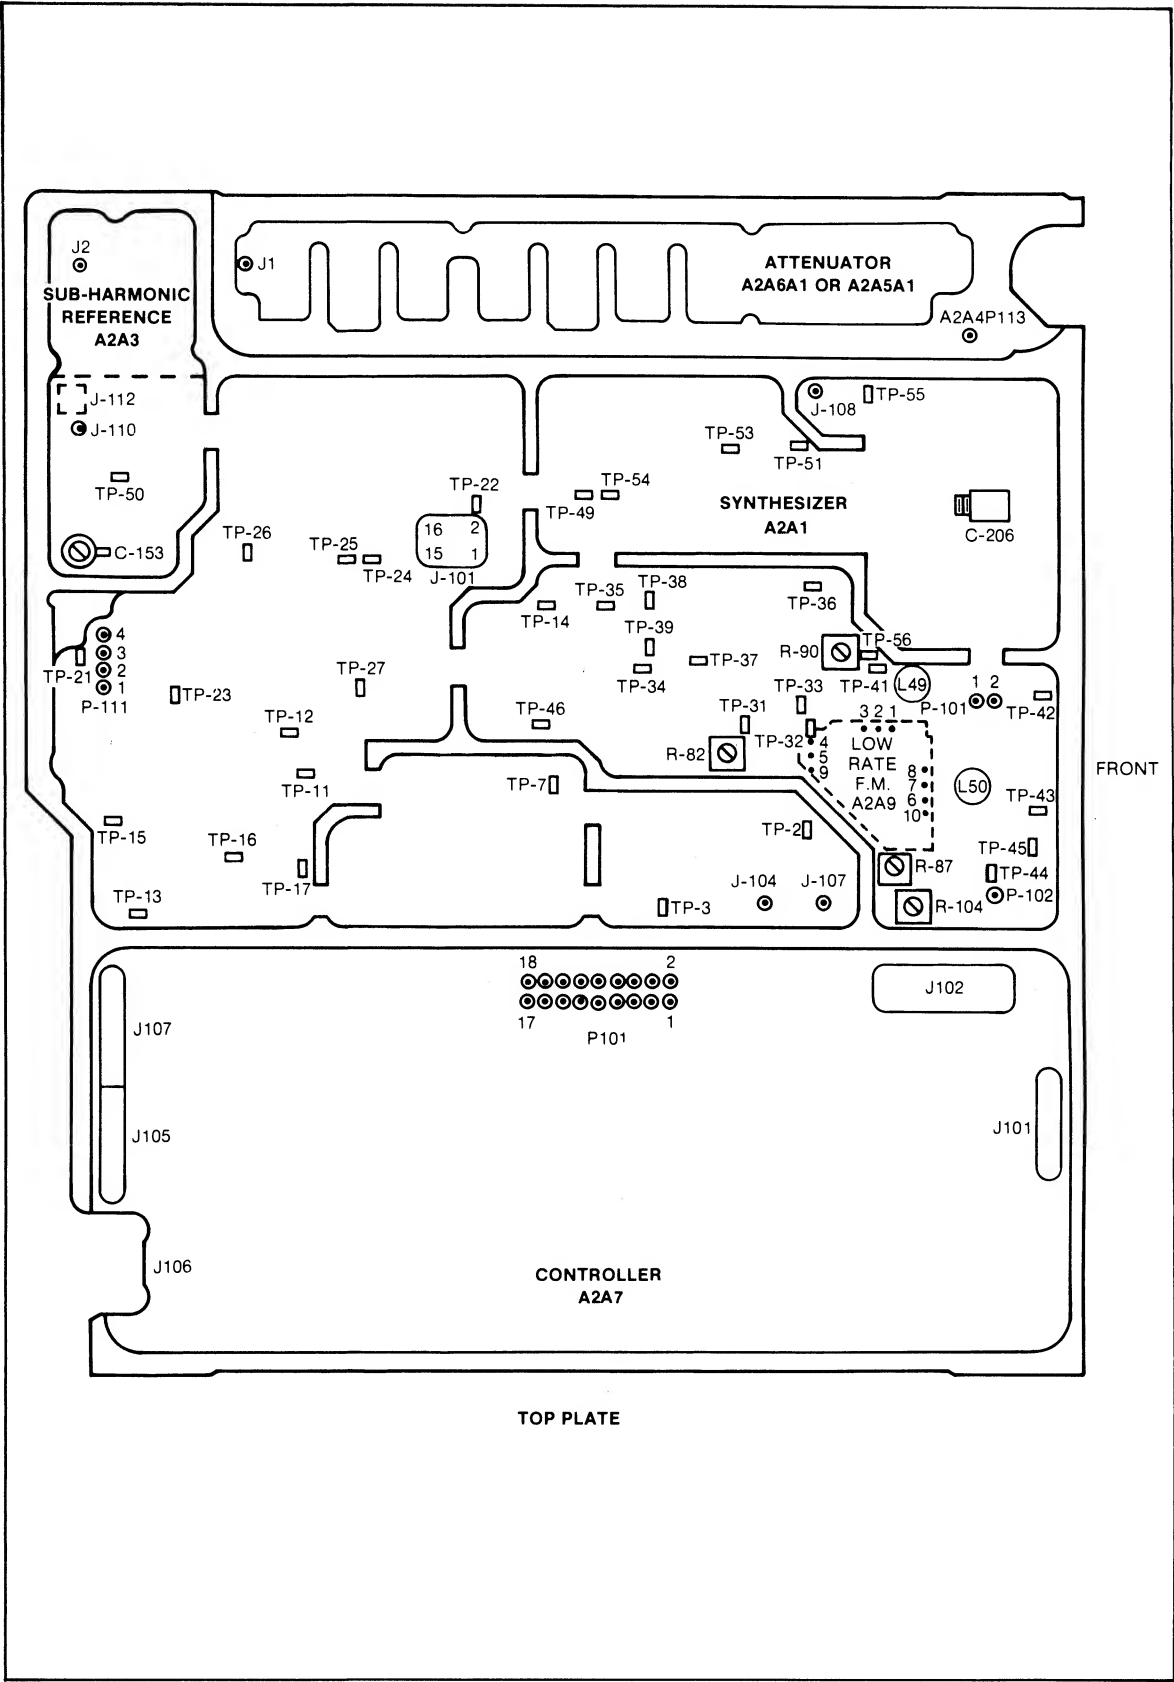 J2
J1
SUB-HARMONIC
REFERENCE
A2A3
ATTENUATOR
A2A6A1 OR A2A5A1
A2A4P113
J-112
J-110
TP-50
C-153
J-108
TP-55
TP-53
TP-51
TP-22
TP-49
TP-54
SYNTHESIZER
A2A1
C-206
TP-26
TP-25
TP-24
16 2
15 1
J-101
TP-14
TP-35
TP-38
TP-39
TP-34
TP-37
TP-36
R-90
TP-56
TP-41
L49
1 2
P-101
TP-42
4
3
2
1
TP-21
P-111
TP-23
TP-27
TP-12
TP-46
TP-31
TP-33
R-82
TP-32
3 2 1
4
5
9
LOW
RATE
F.M.
A2A9
8
7
6
10
L50
FRONT
TP-11
TP-7
TP-43
TP-15
TP-16
TP-17
TP-2
TP-45
TP-44
R-87
P-102
TP-13
TP-3
J-104
J-107
R-104
18 2
17 1
P101
J102
J107
J105
J101
J106
CONTROLLER
A2A7
TOP PLATE